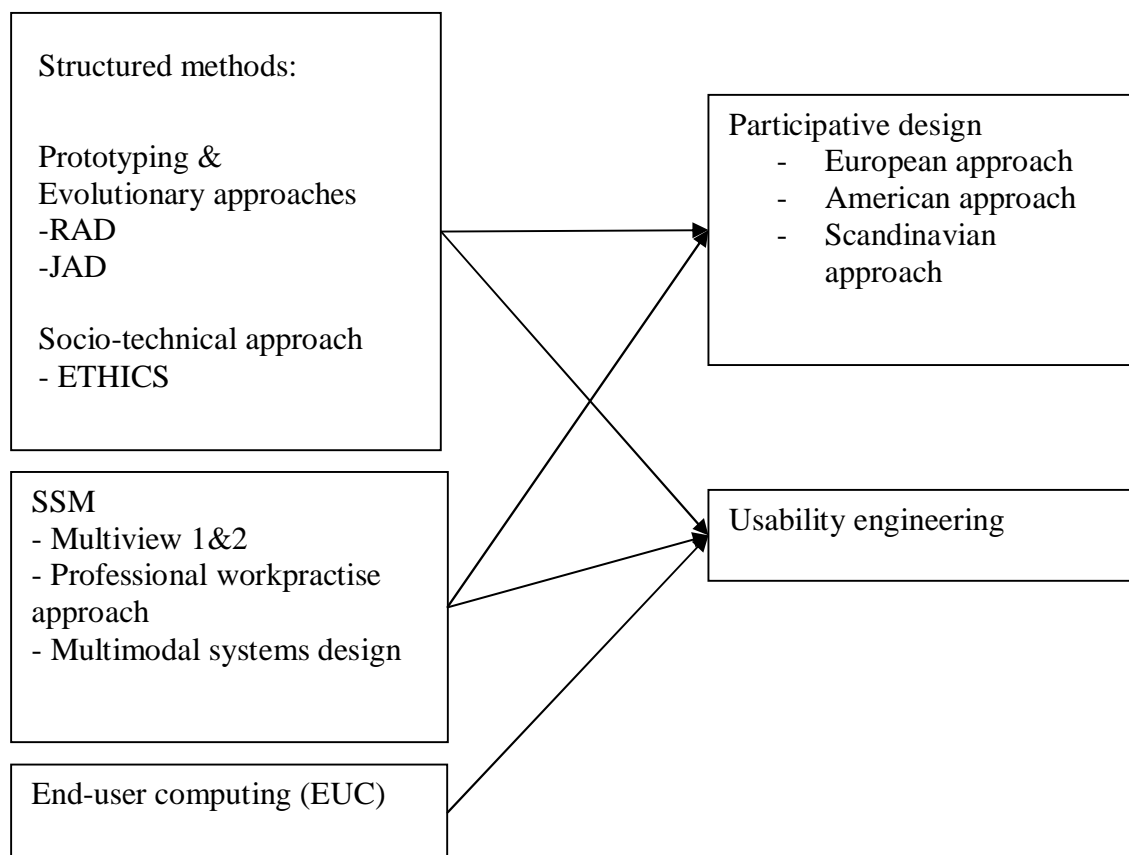 Structured methods:
Prototyping &
Evolutionary approaches
-RAD
-JAD
Socio-technical approach
- ETHICS
SSM
- Multiview 1&2
- Professional workpractise
approach
- Multimodal systems design
End-user computing (EUC)
Participative design
- European approach
- American approach
- Scandinavian
approach
Usability engineering